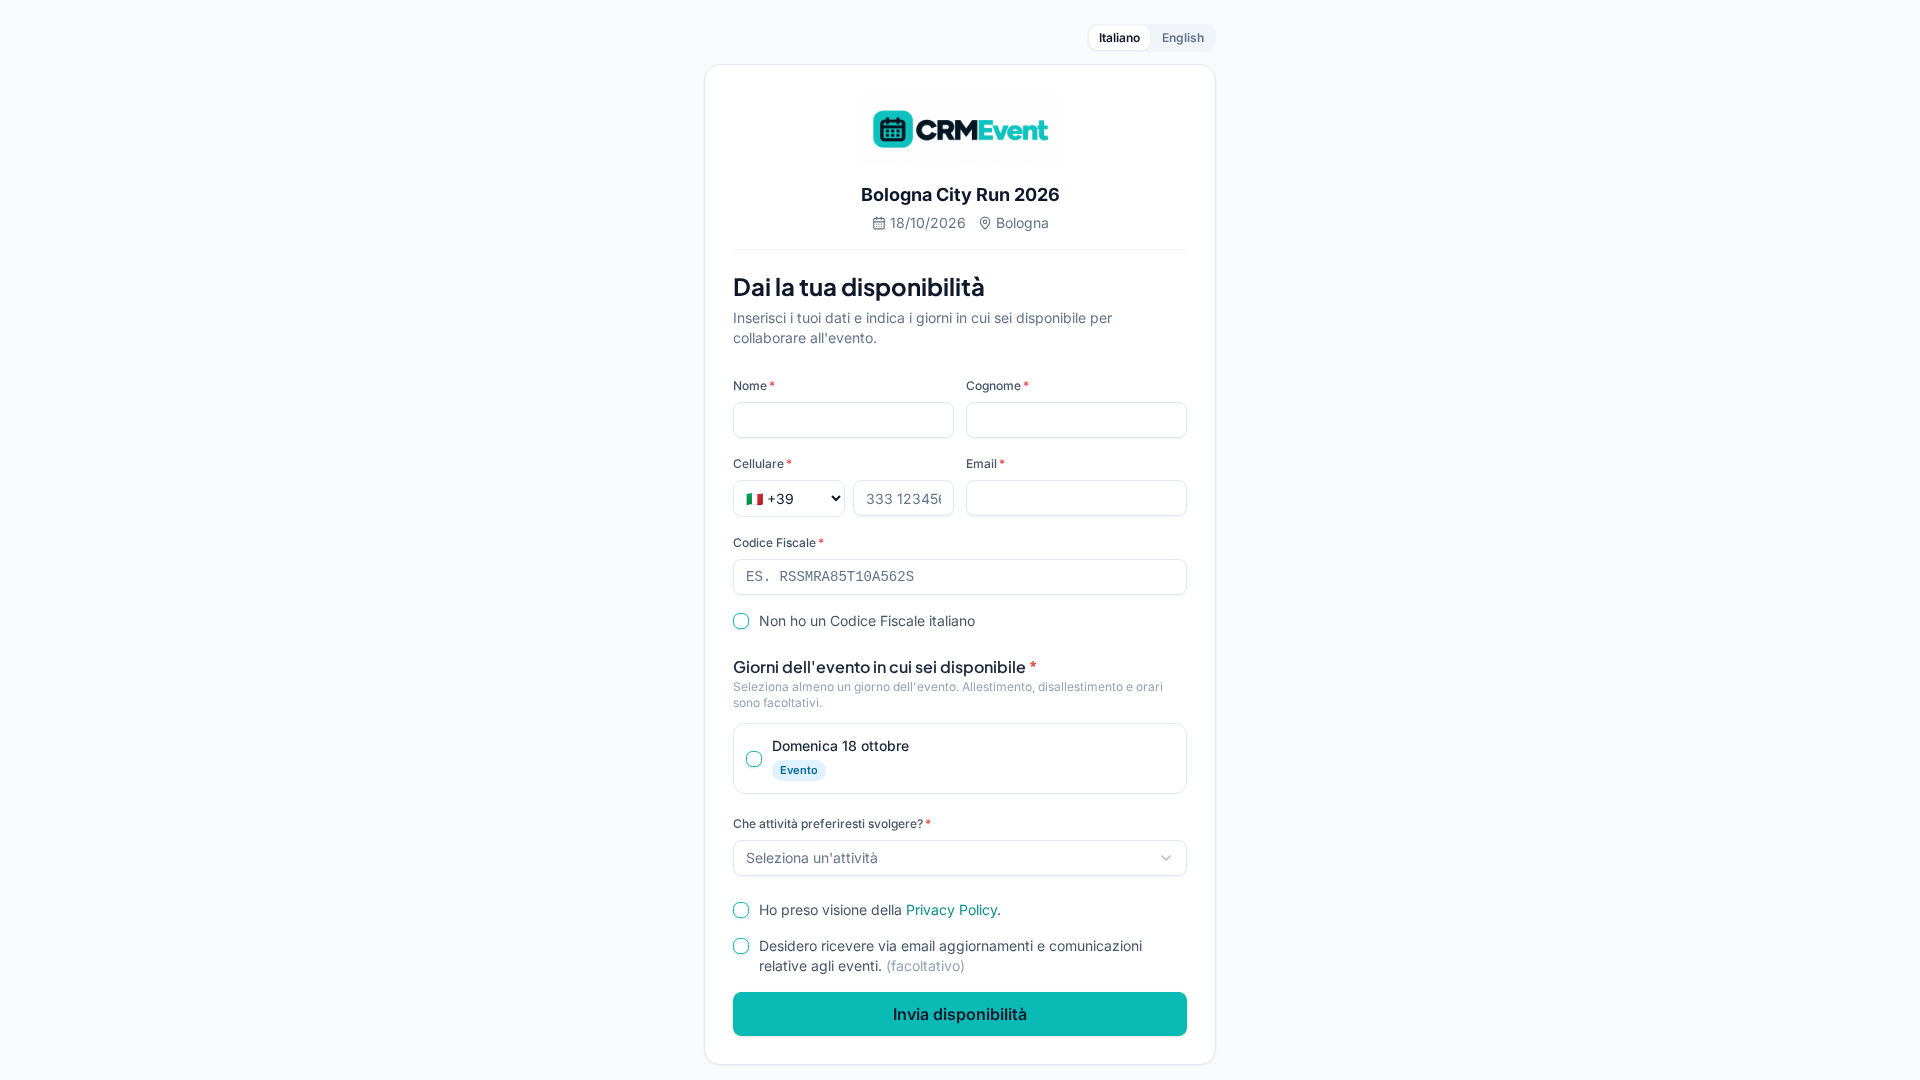 Italiano English
CRMEvent
Bologna City Run 2026
18/10/2026 Bologna
Dai la tua disponibilità
Inserisci i tuoi dati e indica i giorni in cui sei disponibile per
collaborare all'evento.
Nome * Cognome *
Cellulare * Email *
+39 333 123456
Codice Fiscale *
ES. RSSMRA85T10A562S
Non ho un Codice Fiscale italiano
Giorni dell'evento in cui sei disponibile *
Seleziona almeno un giorno dell'evento. Allestimento, disallestimento e orari
sono facoltativi.
Domenica 18 ottobre
Evento
Che attività preferiresti svolgere? *
Seleziona un'attività
Ho preso visione della Privacy Policy.
Desidero ricevere via email aggiornamenti e comunicazioni
relative agli eventi. (facoltativo)
Invia disponibilità